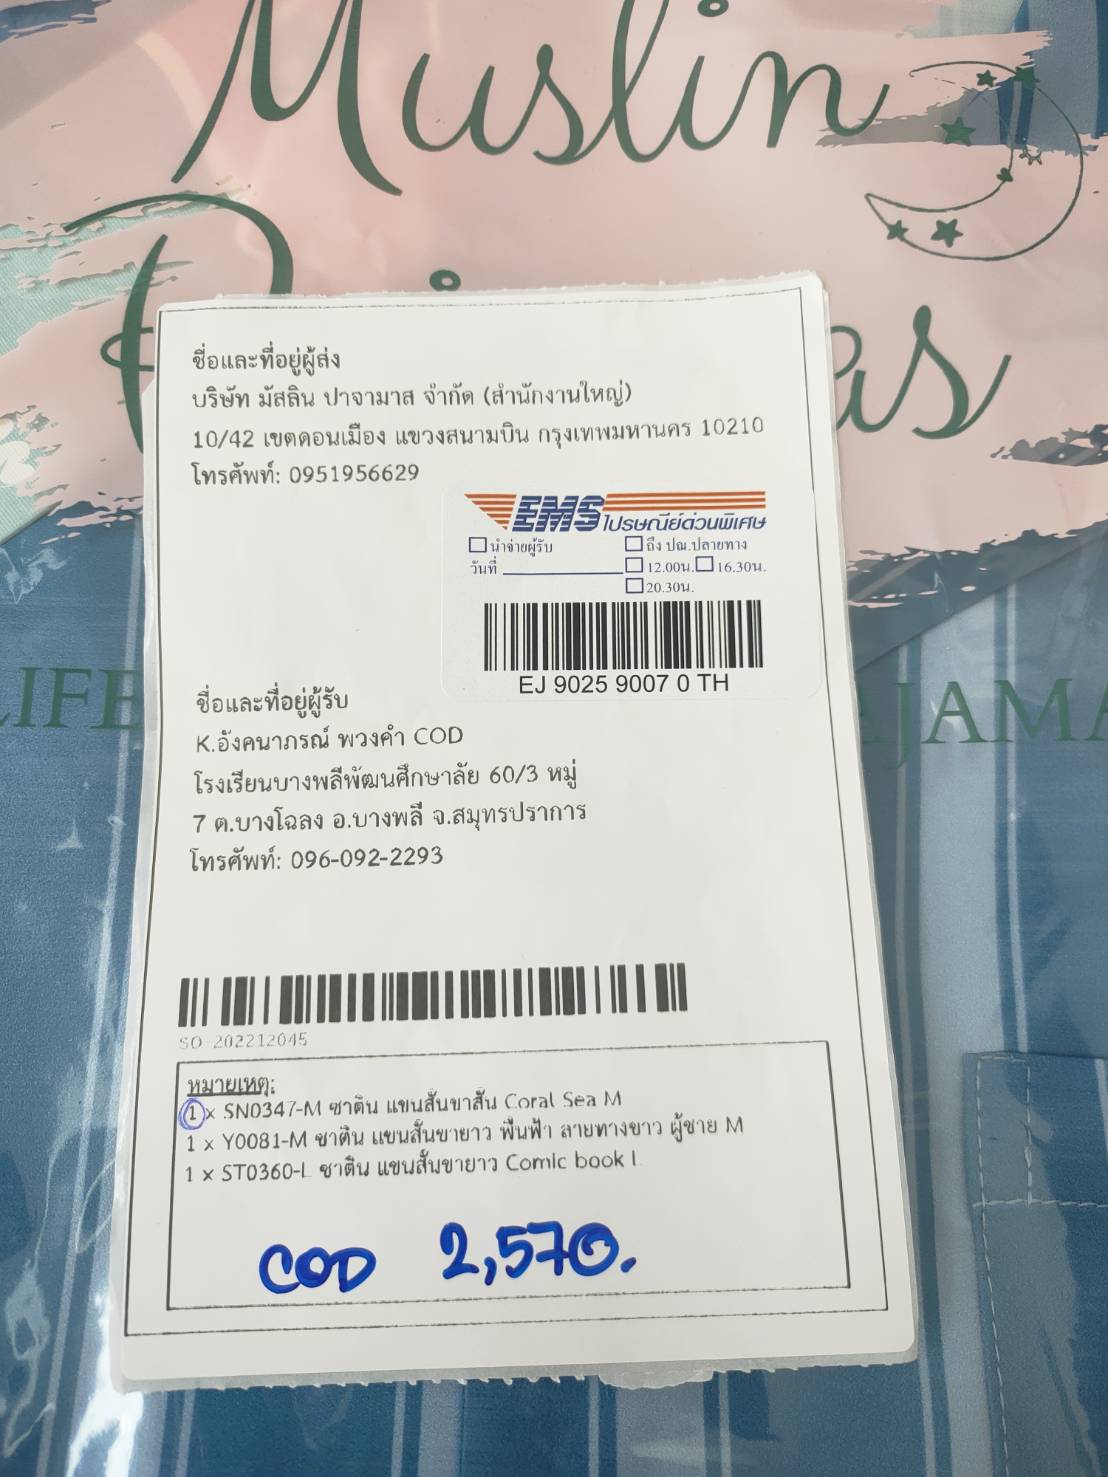 Muslin
as
LIFE
AJAMA
ชื่อและที่อยู่ผู้ส่ง
บริษัท มัสลิน ปาจามาส จำกัด (สำนักงานใหญ่)
10/42 เขตดอนเมือง แขวงสนามบิน กรุงเทพมหานคร 10210
โทรศัพท์: 0951956629
EMS ไปรษณีย์ด่วนพิเศษ
นำจ่ายผู้รับ ถึง ปณ.ปลายทาง
วันที่ 12.00น. 16.30น.
20.30น.
EJ 9025 9007 0 TH
ชื่อและที่อยู่ผู้รับ
K.อังคนาภรณ์ พวงคำ COD
โรงเรียนบางพลีพัฒนศึกษาลัย 60/3 หมู่
7 ต.บางโฉลง อ.บางพลี จ.สมุทรปราการ
โทรศัพท์: 096-092-2293
SO-202212045
หมายเหตุ:
1 x SN0347-M ซาติน แขนสั้นขาสั้น Coral Sea M
1 x Y0081-M ซาติน แขนสั้นขายาว พื้นฟ้า ลายทางขาว ผู้ชาย M
1 x ST0360-L ซาติน แขนสั้นขายาว Comic book L
COD 2,570.